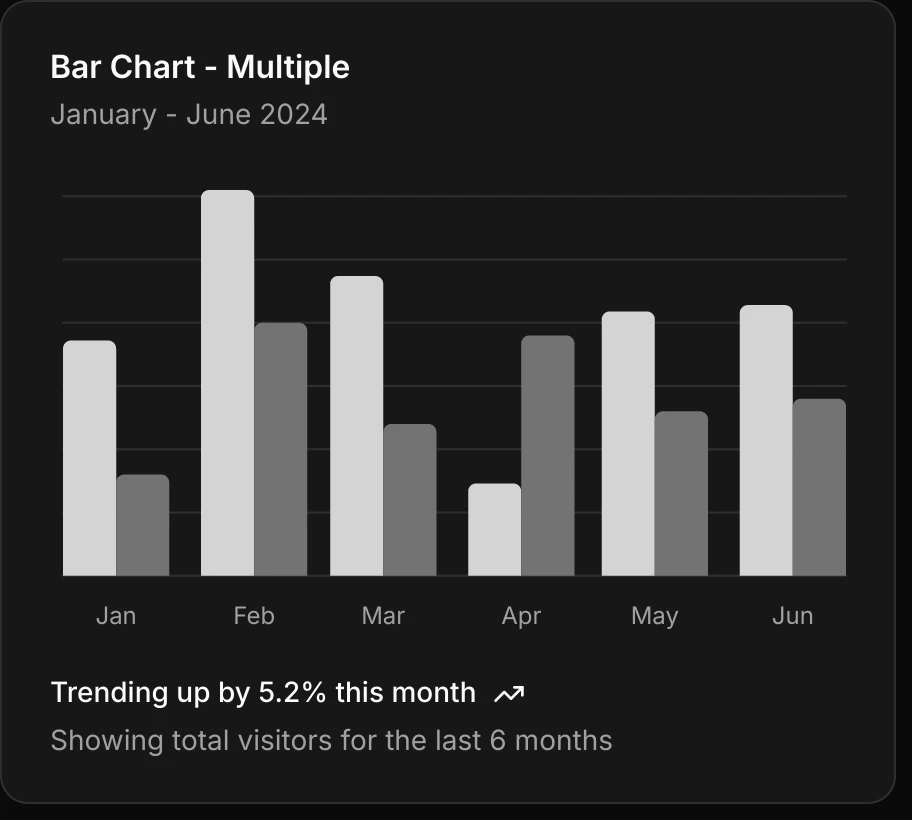 Bar Chart - Multiple
January - June 2024
Jan Feb Mar Apr May Jun
Trending up by 5.2% this month
Showing total visitors for the last 6 months